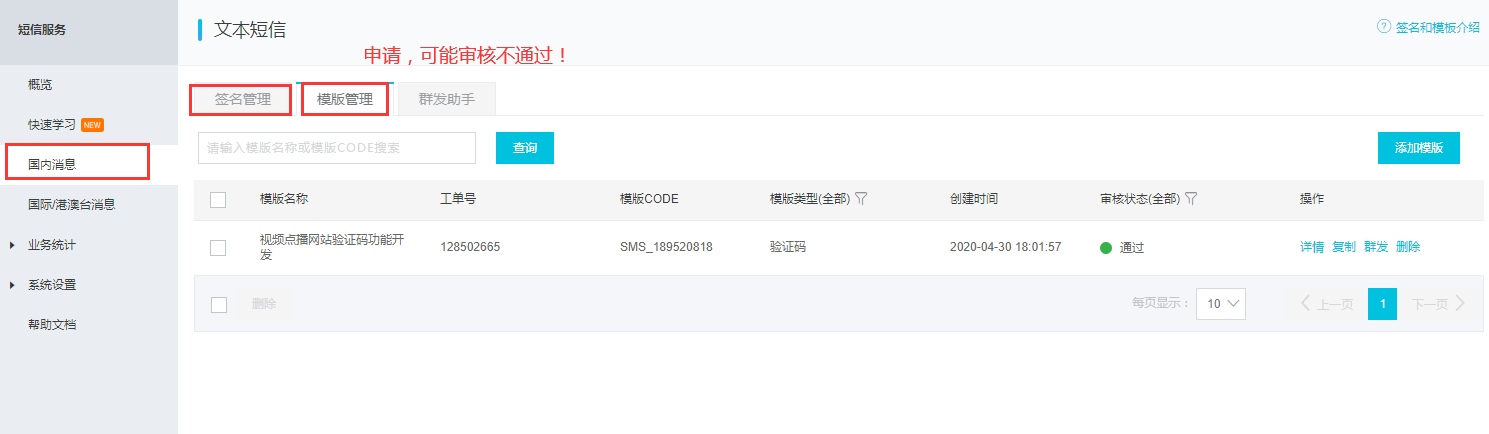 短信服务
概览
快速学习 NEW
国内消息
国际/港澳台消息
业务统计
系统设置
帮助文档
文本短信
? 签名和模板介绍
申请，可能审核不通过！
签名管理 模版管理 群发助手
请输入模版名称或模版CODE搜索 查询 添加模版
模版名称 工单号 模版CODE 模版类型(全部) 创建时间 审核状态(全部) 操作
视频点播网站验证码功能开
发 128502665 SMS_189520818 验证码 2020-04-30 18:01:57 通过 详情 复制 群发 删除
删除 每页显示： 10 上一页 1 下一页